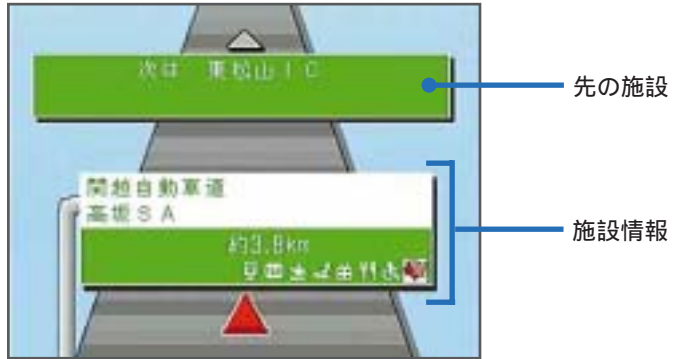 次は 東松山IC
先の施設
関越自動車道
高坂SA
約3.8km
施設情報